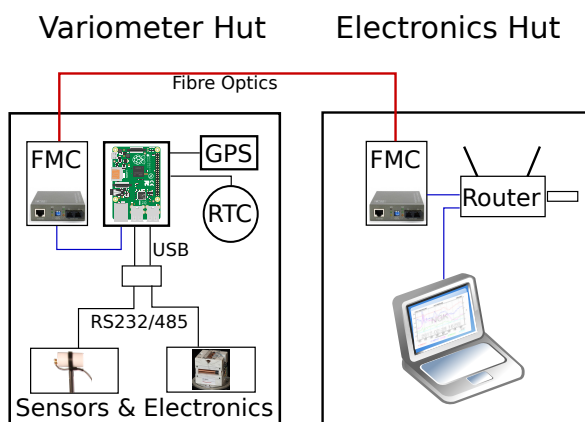 Variometer Hut
Electronics Hut
Fibre Optics
FMC
GPS
RTC
USB
RS232/485
Sensors & Electronics
FMC
Router